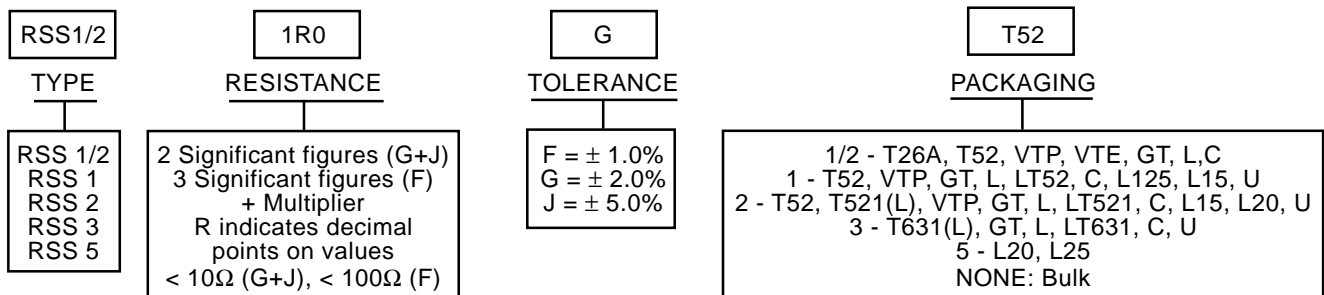 RSS1/2
1R0
G
T52
TYPE
RESISTANCE
TOLERANCE
PACKAGING
RSS 1/2
RSS 1
RSS 2
RSS 3
RSS 5
2 Significant figures (G+J)
3 Significant figures (F)
+ Multiplier
R indicates decimal
points on values
< 10Ω (G+J), < 100Ω (F)
F = ± 1.0%
G = ± 2.0%
J = ± 5.0%
1/2 - T26A, T52, VTP, VTE, GT, L,C
1 - T52, VTP, GT, L, LT52, C, L125, L15, U
2 - T52, T521(L), VTP, GT, L, LT521, C, L15, L20, U
3 - T631(L), GT, L, LT631, C, U
5 - L20, L25
NONE: Bulk